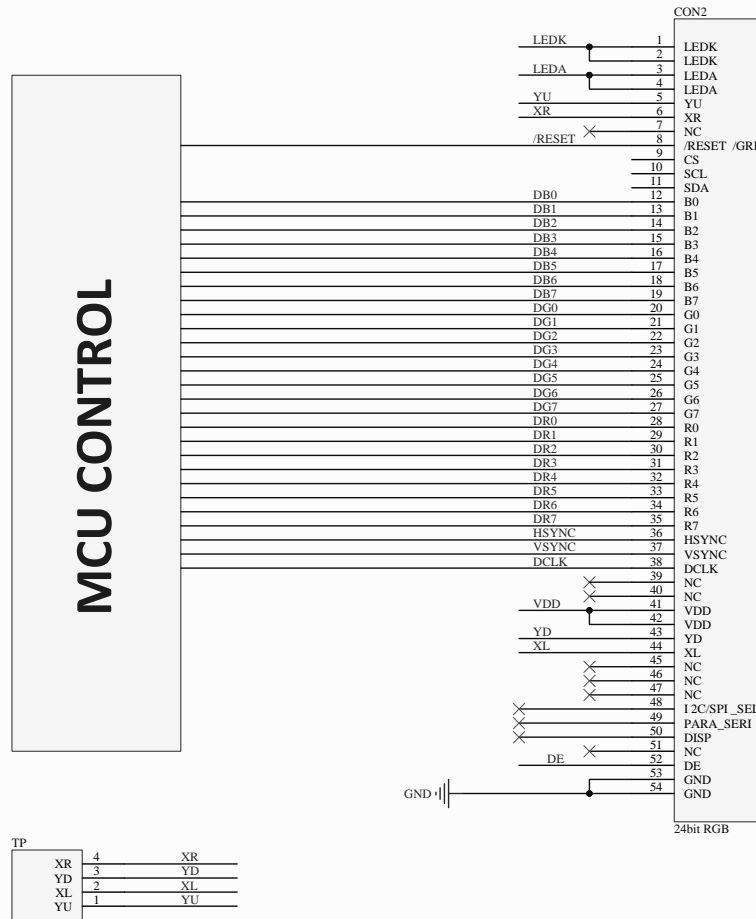 CON2
LEDK 1 LEDK
2 LEDK
LEDA 3 LEDA
4 LEDA
YU 5 YU
XR 6 XR
7 NC
/RESET 8 /RESET /GRE
9 CS
10 SCL
11 SDA
DB0 12 B0
DB1 13 B1
DB2 14 B2
DB3 15 B3
DB4 16 B4
DB5 17 B5
DB6 18 B6
DB7 19 B7
DG0 20 G0
DG1 21 G1
DG2 22 G2
DG3 23 G3
DG4 24 G4
DG5 25 G5
DG6 26 G6
DG7 27 G7
DR0 28 R0
DR1 29 R1
DR2 30 R2
DR3 31 R3
DR4 32 R4
DR5 33 R5
DR6 34 R6
DR7 35 R7
HSYNC 36 HSYNC
VSYNC 37 VSYNC
DCLK 38 DCLK
39 NC
40 NC
VDD 41 VDD
42 VDD
YD 43 YD
XL 44 XL
45 NC
46 NC
47 NC
48 I2C/SPI_SEL
49 PARA_SERI
50 DISP
51 NC
DE 52 DE
53 GND
GND 54 GND
24bit RGB
MCU CONTROL
TP
XR 4 XR
YD 3 YD
XL 2 XL
YU 1 YU